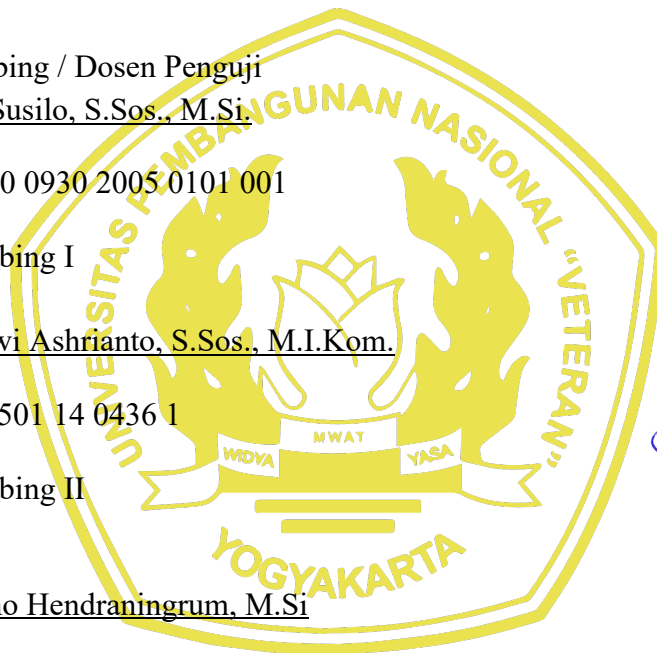 bing / Dosen Penguji
Susilo, S.Sos., M.Si.
0 0930 2005 0101 001
bing I
wi Ashrianto, S.Sos., M.I.Kom.
501 14 0436 1
bing II
no Hendraningrum, M.Si
UNIVERSITAS PEMBANGUNAN NASIONAL “VETERAN”
WIDYA MWAT YASA
YOGYAKARTA